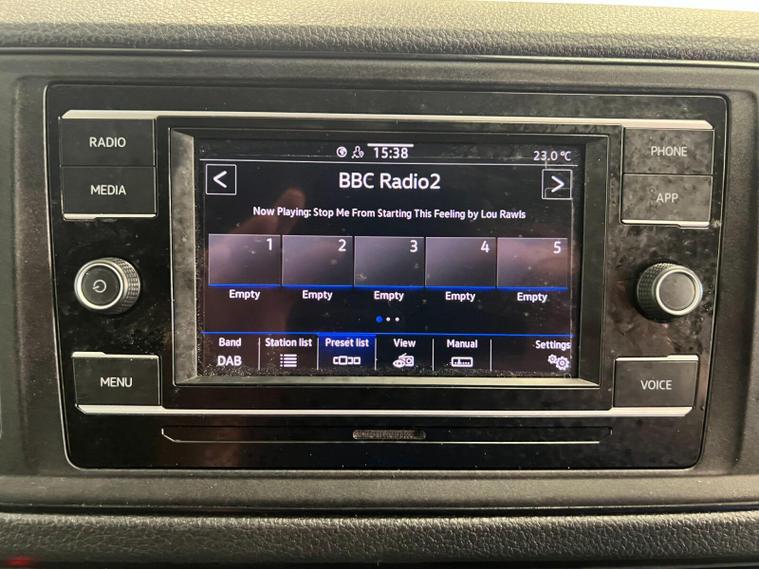 RADIO
MEDIA
MENU
15:38
23.0 °C
BBC Radio2
Now Playing: Stop Me From Starting This Feeling by Lou Rawls
1 2 3 4 5
Empty Empty Empty Empty Empty
Band Station list Preset list View Manual Settings
DAB
PHONE
APP
VOICE